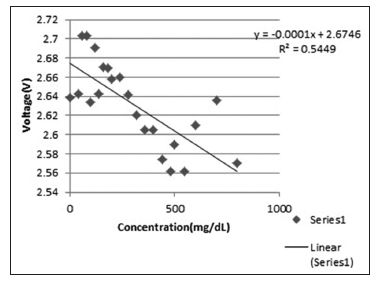 2.72
2.7
2.68
2.66
2.64
2.62
2.6
2.58
2.56
2.54
Voltage(V)
y = -0.0001x + 2.6746
R² = 0.5449
0
500
1000
Concentration(mg/dL)
Series1
Linear
(Series1)